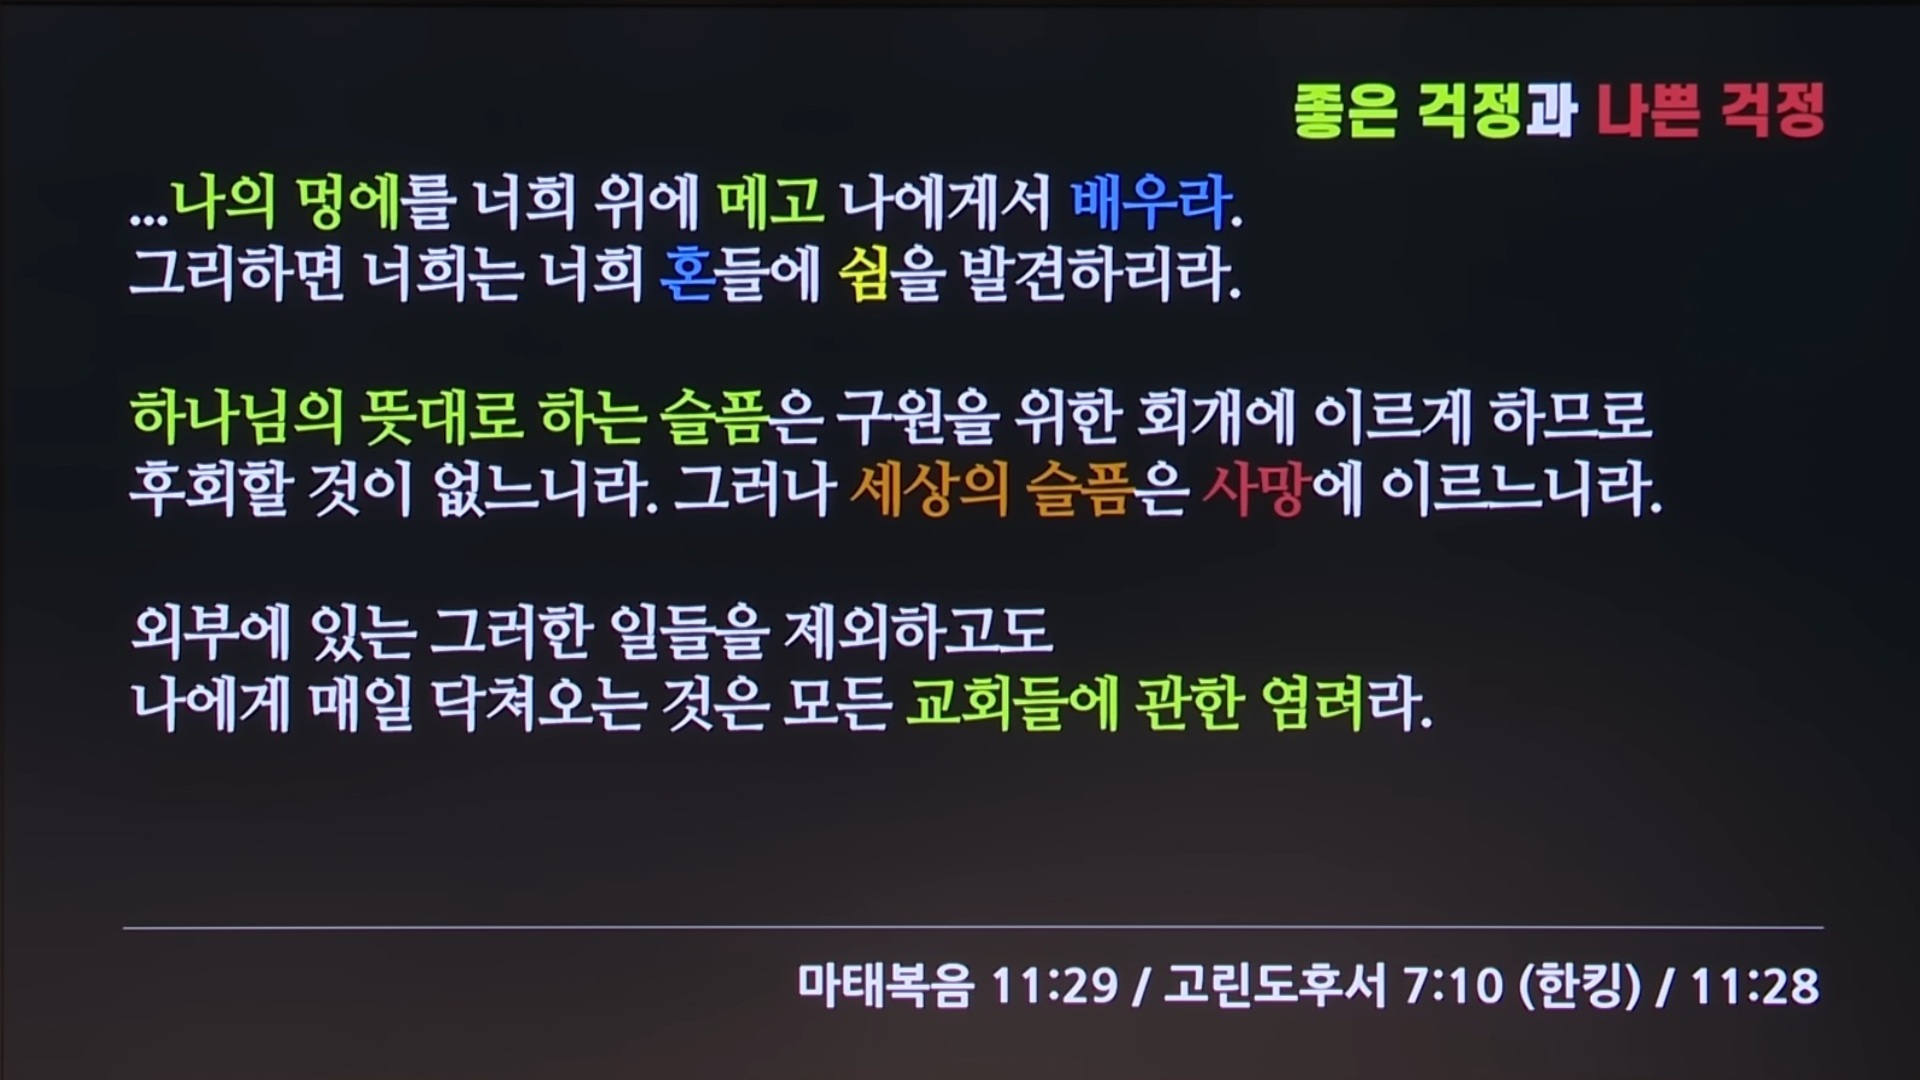 좋은 걱정과 나쁜 걱정
...나의 멍에를 너희 위에 메고 나에게서 배우라.
그리하면 너희는 너희 혼들에 쉼을 발견하리라.
하나님의 뜻대로 하는 슬픔은 구원을 위한 회개에 이르게 하므로
후회할 것이 없느니라. 그러나 세상의 슬픔은 사망에 이르느니라.
외부에 있는 그러한 일들을 제외하고도
나에게 매일 닥쳐오는 것은 모든 교회들에 관한 염려라.
마태복음 11:29 / 고린도후서 7:10 (한킹) / 11:28